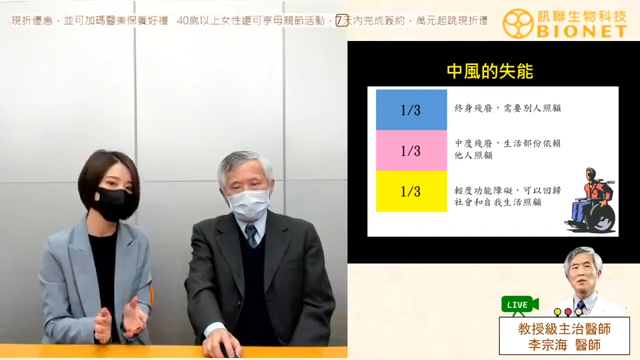 現折優惠，並可加碼醫美保養好禮　40歲以上女性還可享母親節活動，7天內完成簽約，萬元起跳現折優
訊聯生物科技
BIONET
中風的失能
1/3
終身殘廢，需要別人照顧
1/3
中度殘廢，生活部份依賴
他人照顧
1/3
輕度功能障礙，可以回歸
社會和自我生活照顧
LIVE
教授級主治醫師
李宗海 醫師